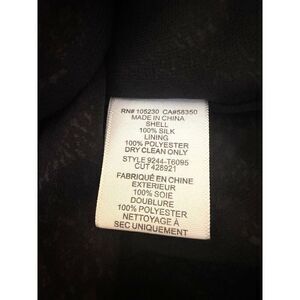 RN# 105230 CA#58350
MADE IN CHINA
SHELL
100% SILK
LINING
100% POLYESTER
DRY CLEAN ONLY
STYLE 9244-T6095
CUT 428921
FABRIQUÉ EN CHINE
EXTERIEUR
100% SOIE
DOUBLURE
100% POLYESTER
NETTOYAGE À
SEC UNIQUEMENT